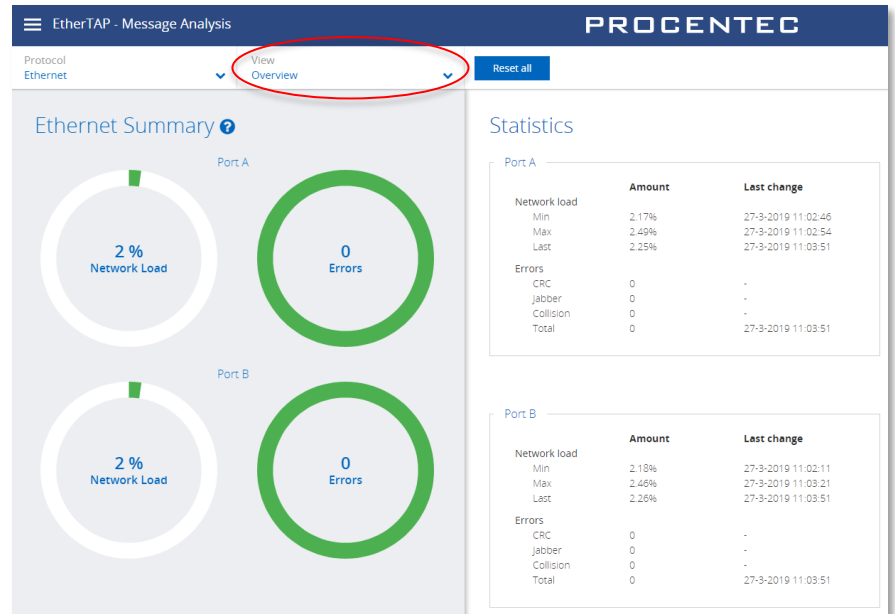 EtherTAP - Message Analysis
PROCENTEC
Protocol
Ethernet
View
Overview
Reset all
Ethernet Summary ?
Port A
2 %
Network Load
0
Errors
Port B
2 %
Network Load
0
Errors
Statistics
Port A
Amount Last change
Network load
Min 2.17% 27-3-2019 11:02:46
Max 2.49% 27-3-2019 11:02:54
Last 2.25% 27-3-2019 11:03:51
Errors
CRC 0 -
Jabber 0 -
Collision 0 -
Total 0 27-3-2019 11:03:51
Port B
Amount Last change
Network load
Min 2.18% 27-3-2019 11:02:11
Max 2.46% 27-3-2019 11:03:21
Last 2.26% 27-3-2019 11:03:51
Errors
CRC 0 -
Jabber 0 -
Collision 0 -
Total 0 27-3-2019 11:03:51